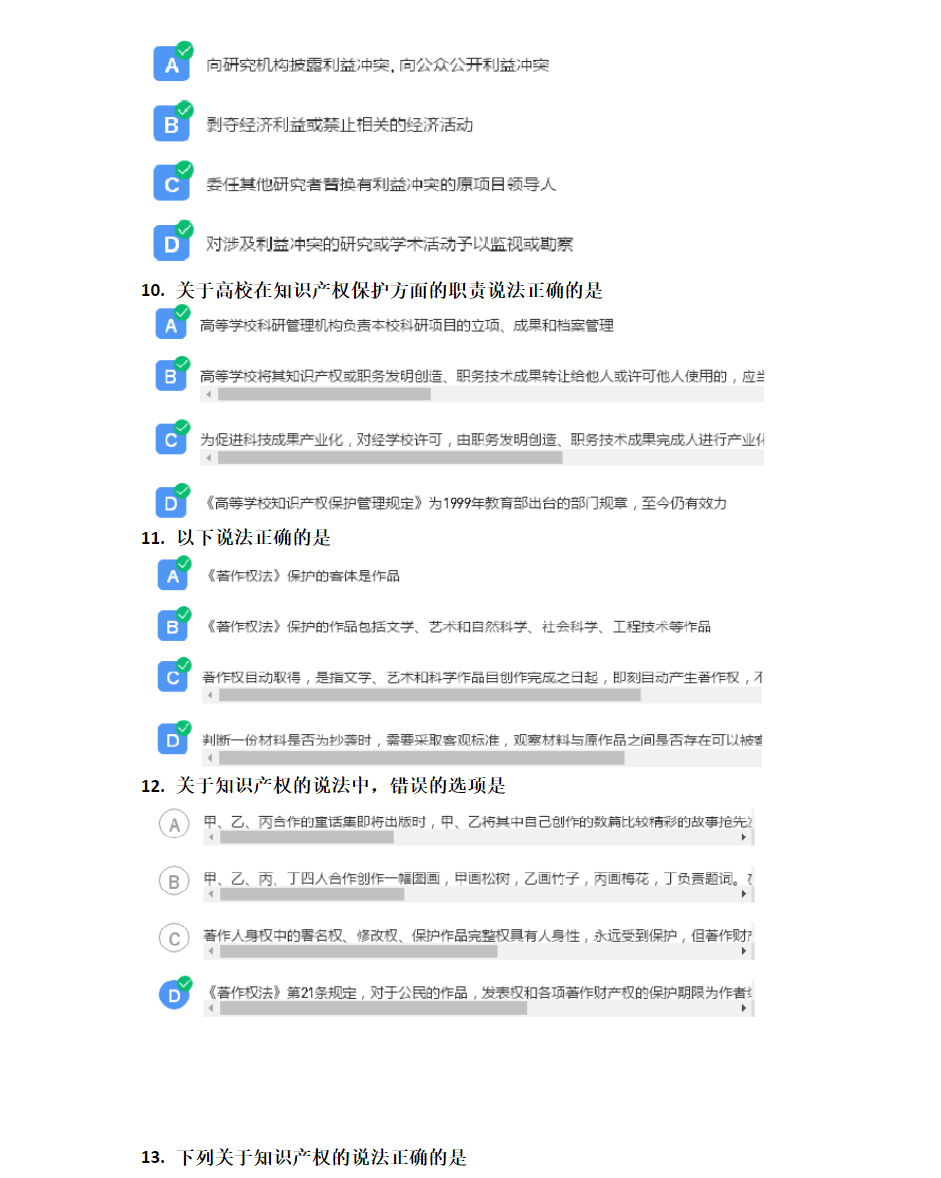 A 向研究机构披露利益冲突，向公众公开利益冲突
B 剥夺经济利益或禁止相关的经济活动
C 委任其他研究者替换有利益冲突的原项目领导人
D 对涉及利益冲突的研究或学术活动予以监视或勘察
10. 关于高校在知识产权保护方面的职责说法正确的是
A 高等学校科研管理机构负责本校科研项目的立项、成果和档案管理
B 高等学校将其知识产权或职务发明创造、职务技术成果转让给他人或许可他人使用的，应当
C 为促进科技成果产业化，对经学校许可，由职务发明创造、职务技术成果完成人进行产业化
D 《高等学校知识产权保护管理规定》为1999年教育部出台的部门规章，至今仍有效力
11. 以下说法正确的是
A 《著作权法》保护的客体是作品
B 《著作权法》保护的作品包括文学、艺术和自然科学、社会科学、工程技术等作品
C 著作权自动取得，是指文学、艺术和科学作品自创作完成之日起，即刻自动产生著作权，不
D 判断一份材料是否为抄袭时，需要采取客观标准，观察材料与原作品之间是否存在可以被客
12. 关于知识产权的说法中，错误的选项是
A 甲、乙、丙合作的童话集即将出版时，甲、乙将其中自己创作的数篇比较精彩的故事抢先发
B 甲、乙、丙、丁四人合作创作一幅图画，甲画松树，乙画竹子，丙画梅花，丁负责题词。在
C 著作人身权中的署名权、修改权、保护作品完整权具有人身性，永远受到保护，但著作财产
D 《著作权法》第21条规定，对于公民的作品，发表权和各项著作财产权的保护期限为作者终
13. 下列关于知识产权的说法正确的是